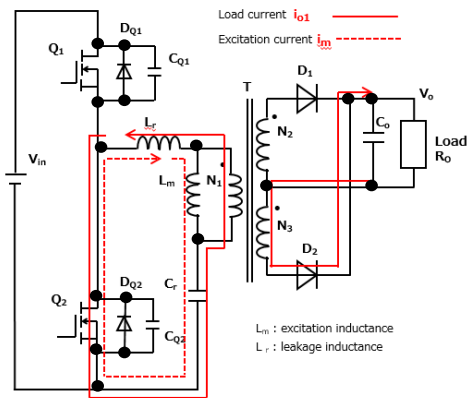 Load current io1
Excitation current im
Q1
DQ1
CQ1
Vin
Lr
Lm
N1
T
N2
N3
D1
D2
Vo
Co
Load
Ro
Cr
Q2
DQ2
CQ2
Lm : excitation inductance
L r : leakage inductance